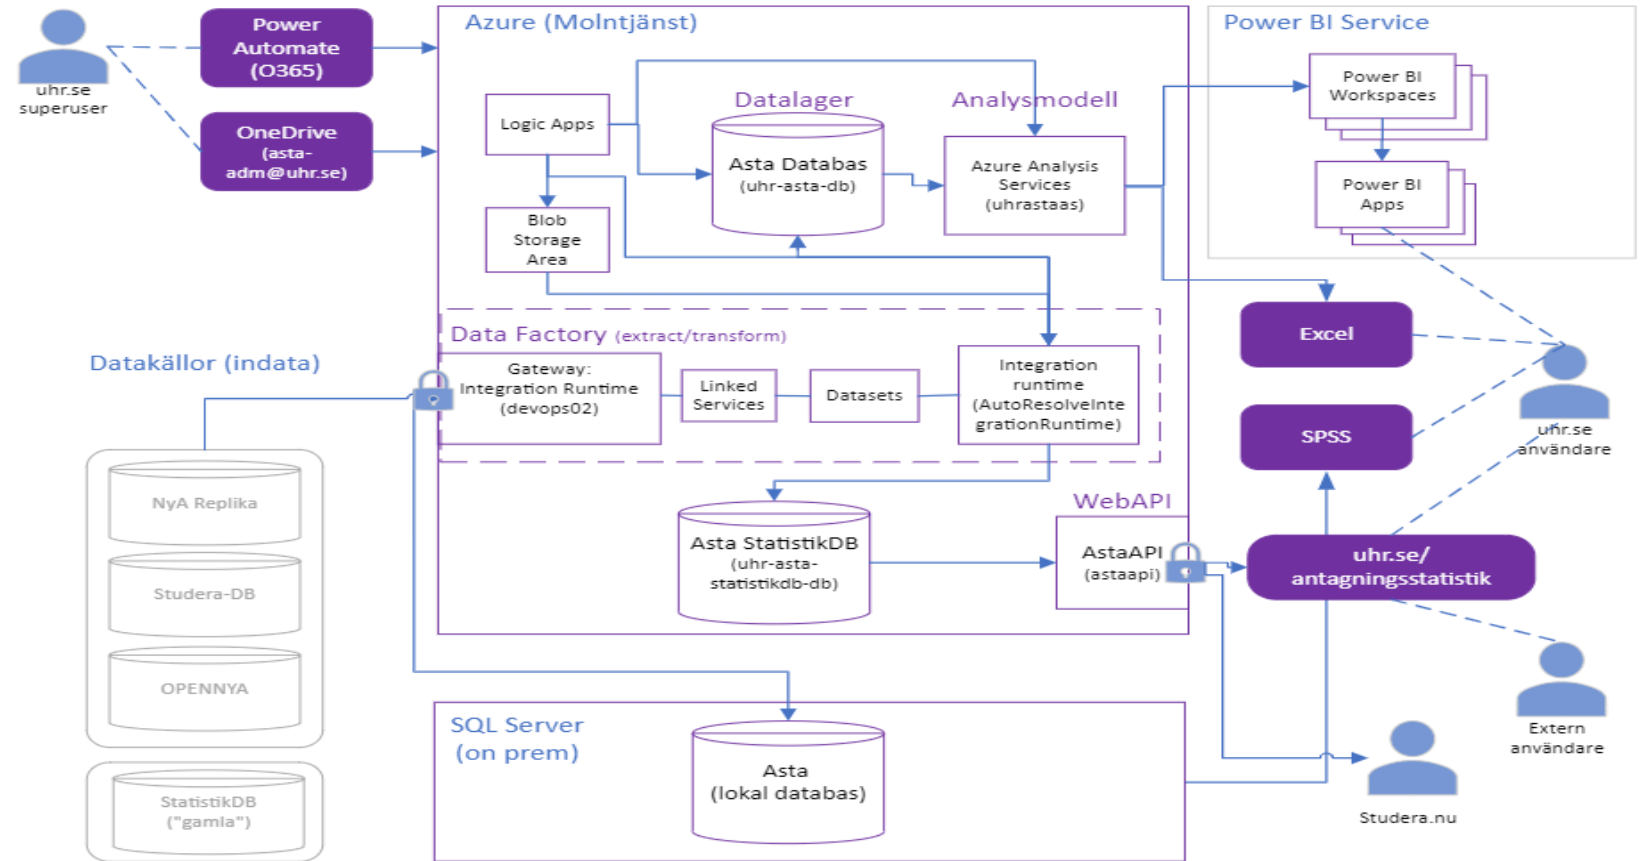 uhr.se
superuser
Power
Automate
(O365)
OneDrive
(asta-
adm@uhr.se)
Azure (Molntjänst)
Logic Apps
Blob
Storage
Area
Datalager
Asta Databas
(uhr-asta-db)
Analysmodell
Azure Analysis
Services
(uhrastaas)
Power BI Service
Power BI
Workspaces
Power BI
Apps
Data Factory (extract/transform)
Gateway:
Integration Runtime
(devops02)
Linked
Services
Datasets
Integration
runtime
(AutoResolveInte
grationRuntime)
Excel
SPSS
uhr.se
användare
Datakällor (indata)
NyA Replika
Studera-DB
OPENNYA
StatistikDB
("gamla")
Asta StatistikDB
(uhr-asta-
statistikdb-db)
WebAPI
AstaAPI
(astaapi)
uhr.se/
antagningsstatistik
Extern
användare
Studera.nu
SQL Server
(on prem)
Asta
(lokal databas)